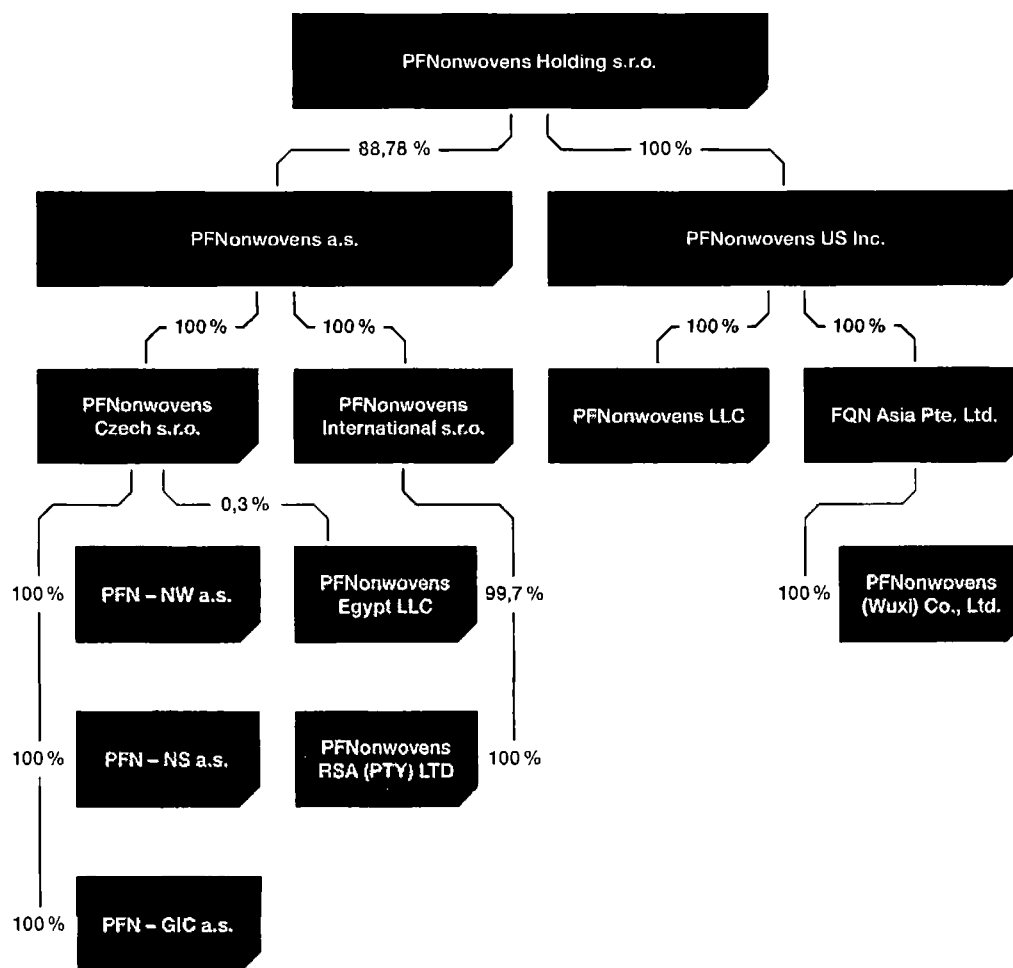 PFNonwovens Holding s.r.o.
88,78 %
100 %
PFNonwovens a.s.
PFNonwovens US Inc.
100 %
100 %
100 %
100 %
PFNonwovens
Czech s.r.o.
PFNonwovens
International s.r.o.
PFNonwovens LLC
FQN Asia Pte. Ltd.
0,3 %
100 %
PFN – NW a.s.
PFNonwovens
Egypt LLC
99,7 %
100 %
PFNonwovens
(Wuxi) Co., Ltd.
100 %
PFN – NS a.s.
PFNonwovens
RSA (PTY) LTD
100 %
100 %
PFN – GIC a.s.